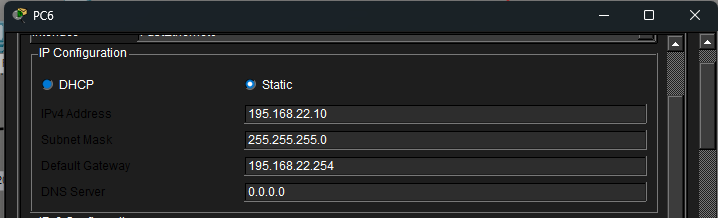 PC6
IP Configuration
DHCP
Static
IPv4 Address
195.168.22.10
Subnet Mask
255.255.255.0
Default Gateway
195.168.22.254
DNS Server
0.0.0.0